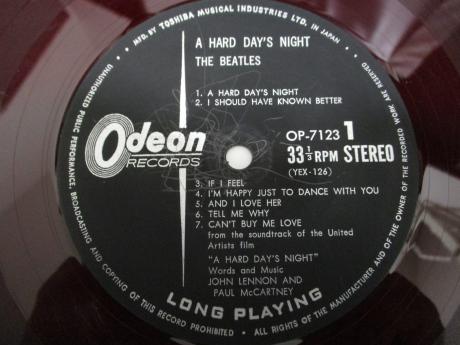 • MFD. BY TOSHIBA MUSICAL INDUSTRIES LTD. IN JAPAN •
A HARD DAY'S NIGHT
THE BEATLES
1. A HARD DAY'S NIGHT
2. I SHOULD HAVE KNOWN BETTER
Odeon
RECORDS
OP-7123 1
33 1/3 RPM STEREO
(YEX-126)
3. IF I FEEL
4. I'M HAPPY JUST TO DANCE WITH YOU
5. AND I LOVE HER
6. TELL ME WHY
7. CAN'T BUY ME LOVE
from the soundtrack of the United
Artists film
"A HARD DAY'S NIGHT"
Words and Music
JOHN LENNON AND
PAUL McCARTNEY
LONG PLAYING
UNAUTHORIZED PUBLIC PERFORMANCE, BROADCASTING AND COPYING OF THIS RECORD PROHIBITED • ALL RIGHTS OF THE MANUFACTURER AND OF THE OWNER OF THE RECORDED WORK ARE RESERVED